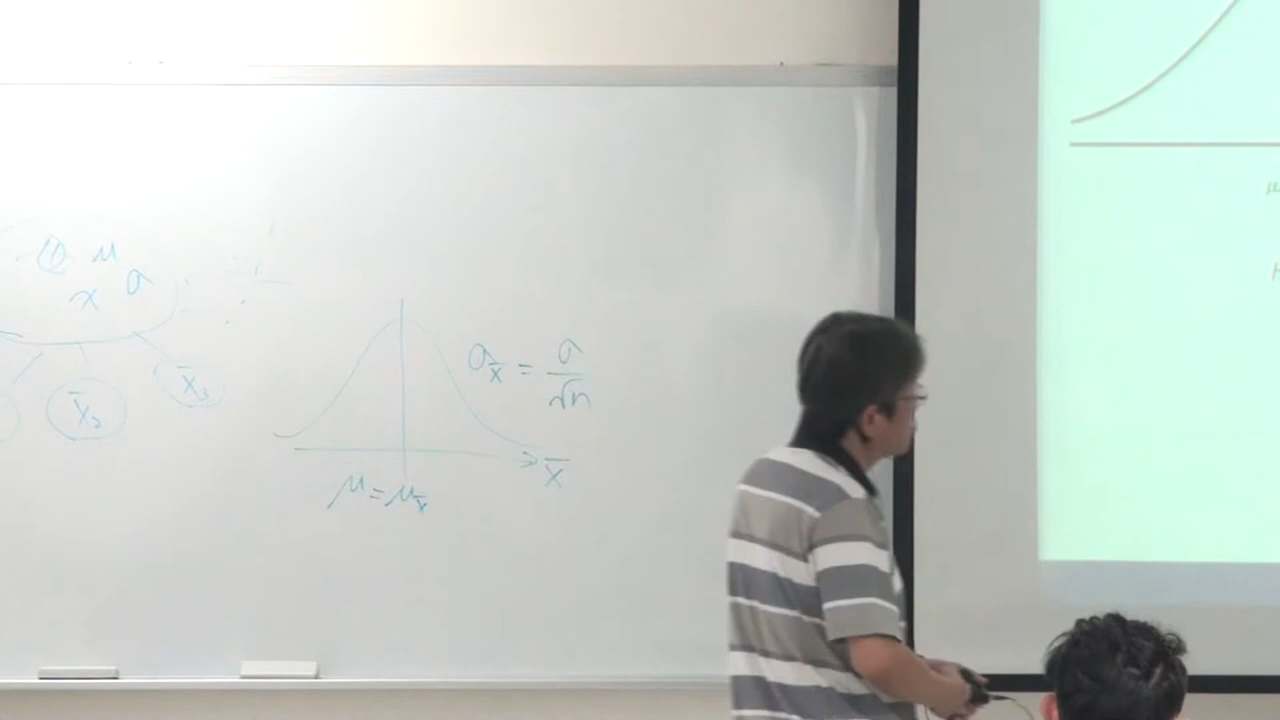 ① μ
x σ
x̄₂
x̄₃
σx̄ = σ/√n
x̄
μ = μx̄
μ